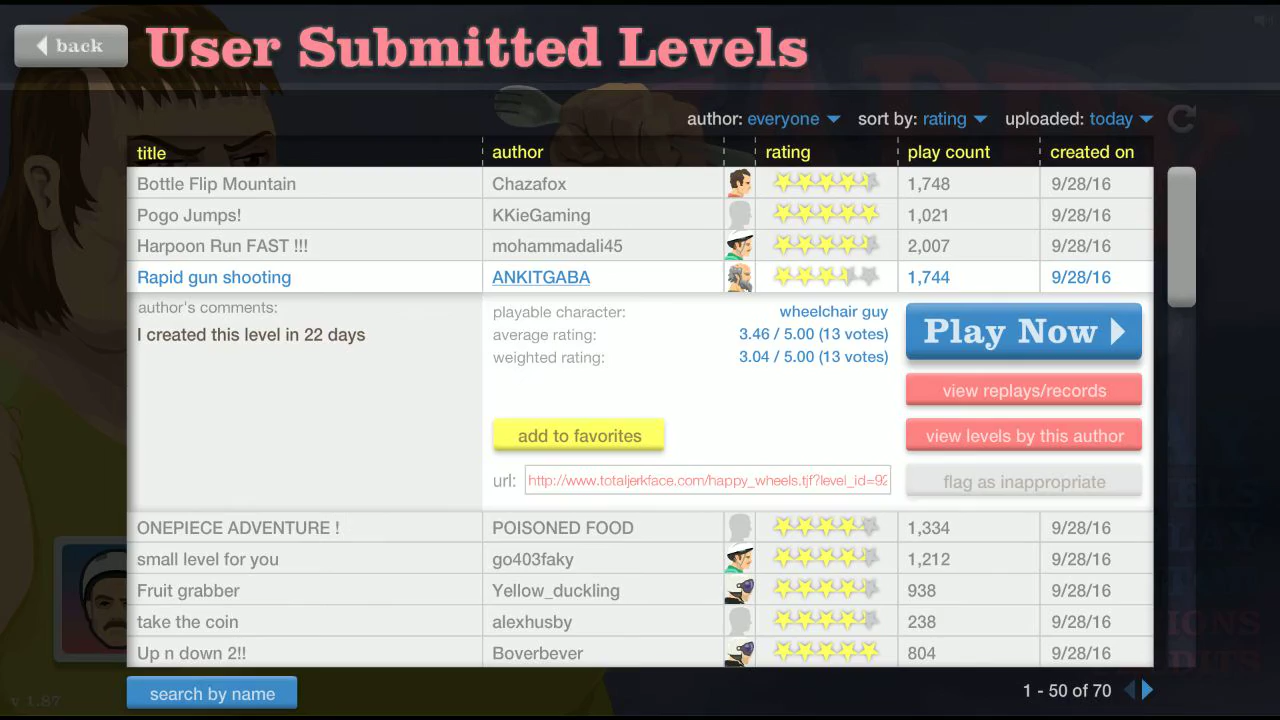 back
User Submitted Levels
author: everyone sort by: rating uploaded: today
title author rating play count created on
Bottle Flip Mountain Chazafox 1,748 9/28/16
Pogo Jumps! KKieGaming 1,021 9/28/16
Harpoon Run FAST !!! mohammadali45 2,007 9/28/16
Rapid gun shooting ANKITGABA 1,744 9/28/16
author's comments:
I created this level in 22 days
playable character: wheelchair guy
average rating: 3.46 / 5.00 (13 votes)
weighted rating: 3.04 / 5.00 (13 votes)
Play Now
view replays/records
add to favorites
view levels by this author
url: http://www.totaljerkface.com/happy_wheels.tjf?level_id=92
flag as inappropriate
ONEPIECE ADVENTURE ! POISONED FOOD 1,334 9/28/16
small level for you go403faky 1,212 9/28/16
Fruit grabber Yellow_duckling 938 9/28/16
take the coin alexhusby 238 9/28/16
Up n down 2!! Boverbever 804 9/28/16
search by name
1 - 50 of 70
v 1.87